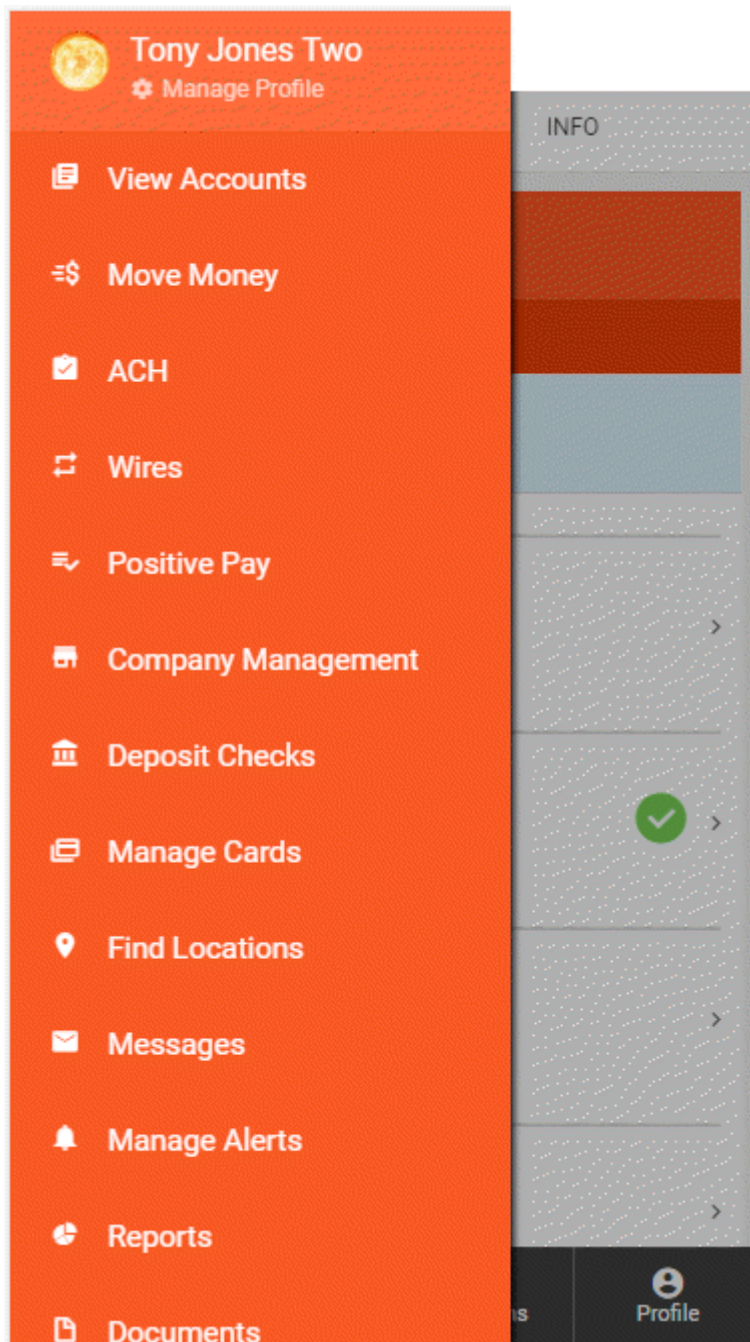 Tony Jones Two
Manage Profile
INFO
View Accounts
Move Money
ACH
Wires
Positive Pay
Company Management
Deposit Checks
Manage Cards
Find Locations
Messages
Manage Alerts
Reports
Documents
Profile